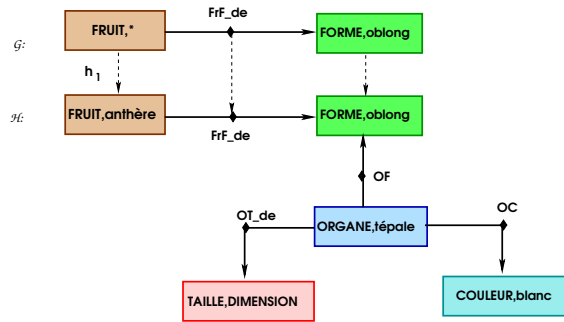 G:
FRUIT,*
FrF_de
FORME,oblong
h1
H:
FRUIT,anthère
FORME,oblong
FrF_de
OF
OT_de
OC
ORGANE,tépale
TAILLE,DIMENSION
COULEUR,blanc